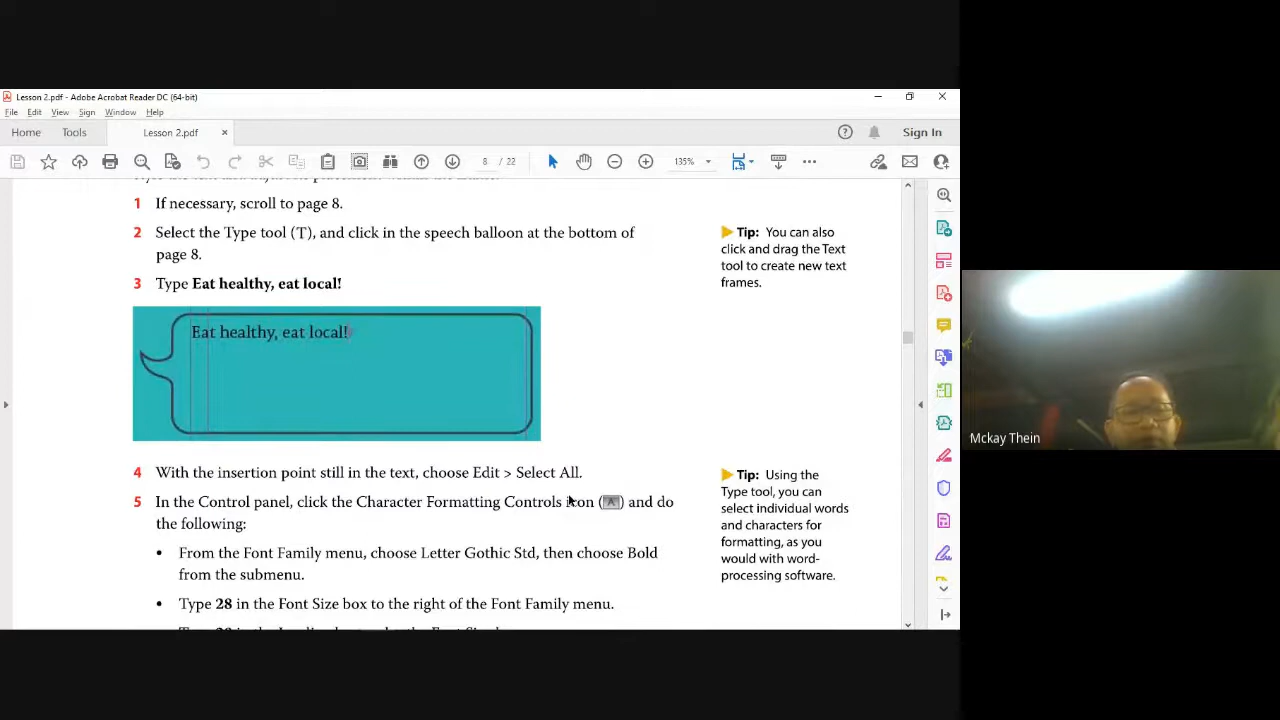 Lesson 2.pdf - Adobe Acrobat Reader DC (64-bit)
File Edit View Sign Window Help
Home Tools Lesson 2.pdf × Sign In
8 / 22 135%
1 If necessary, scroll to page 8.
2 Select the Type tool (T), and click in the speech balloon at the bottom of
page 8.
3 Type Eat healthy, eat local!
Tip: You can also
click and drag the Text
tool to create new text
frames.
Eat healthy, eat local!
4 With the insertion point still in the text, choose Edit > Select All.
5 In the Control panel, click the Character Formatting Controls icon (A) and do
the following:
• From the Font Family menu, choose Letter Gothic Std, then choose Bold
from the submenu.
• Type 28 in the Font Size box to the right of the Font Family menu.
Tip: Using the
Type tool, you can
select individual words
and characters for
formatting, as you
would with word-
processing software.
Mckay Thein